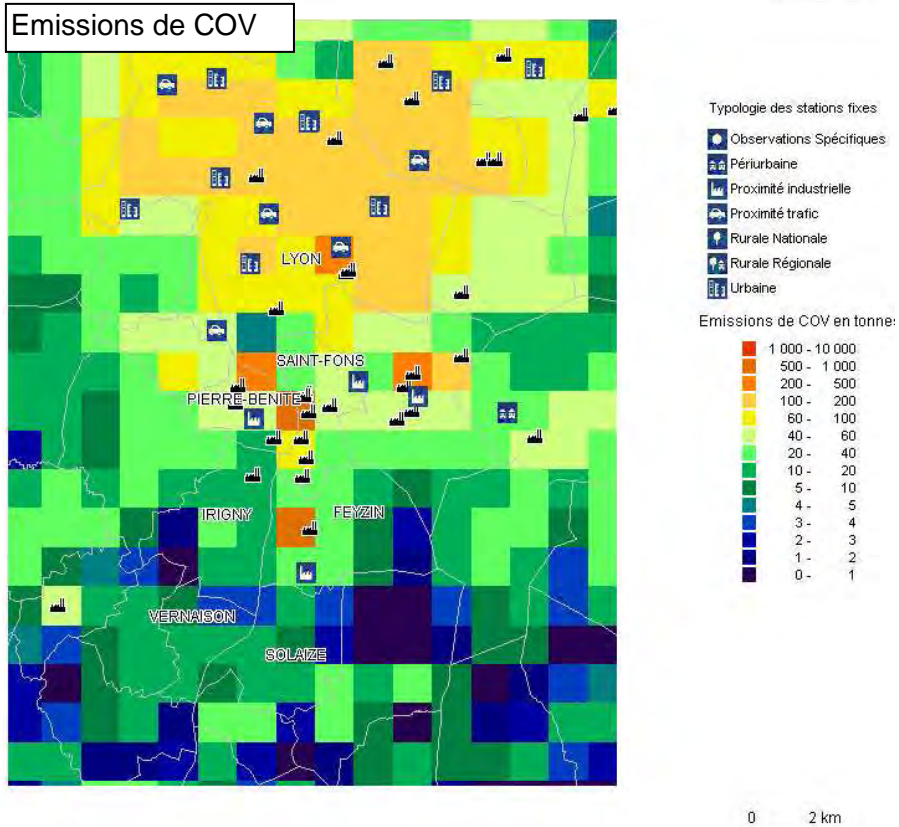 Emissions de COV
LYON
SAINT-FONS
PIERRE-BENITE
IRIGNY
FEYZIN
VERNAISON
SOLAIZE
Typologie des stations fixes
Observations Spécifiques
Périurbaine
Proximité industrielle
Proximité trafic
Rurale Nationale
Rurale Régionale
Urbaine
Emissions de COV en tonnes
1 000 - 10 000
500 - 1 000
200 - 500
100 - 200
60 - 100
40 - 60
20 - 40
10 - 20
5 - 10
4 - 5
3 - 4
2 - 3
1 - 2
0 - 1
0 2 km